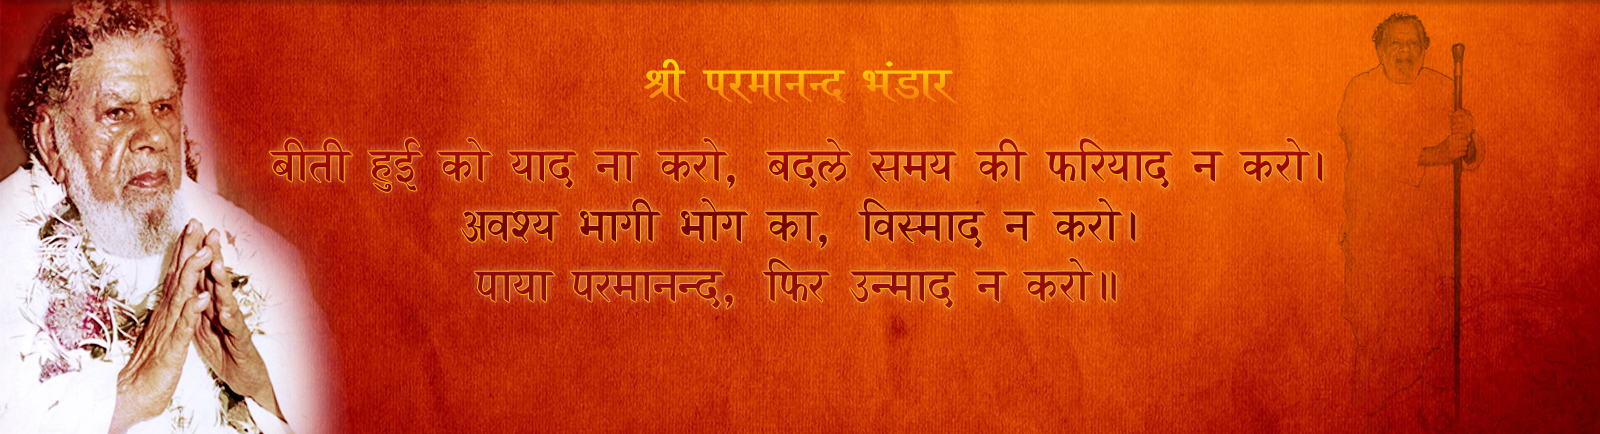 श्री परमानन्द भंडार
बीती हुई को याद ना करो, बदले समय की फरियाद न करो।
अवश्य भागी भोग का, विस्माद न करो।
पाया परमानन्द, फिर उन्माद न करो॥